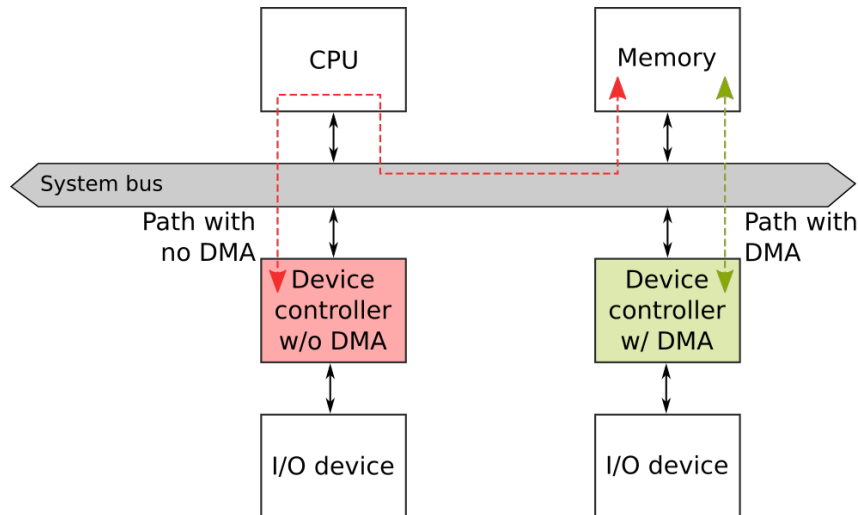 CPU
Memory
System bus
Path with
no DMA
Path with
DMA
Device
controller
w/o DMA
Device
controller
w/ DMA
I/O device
I/O device